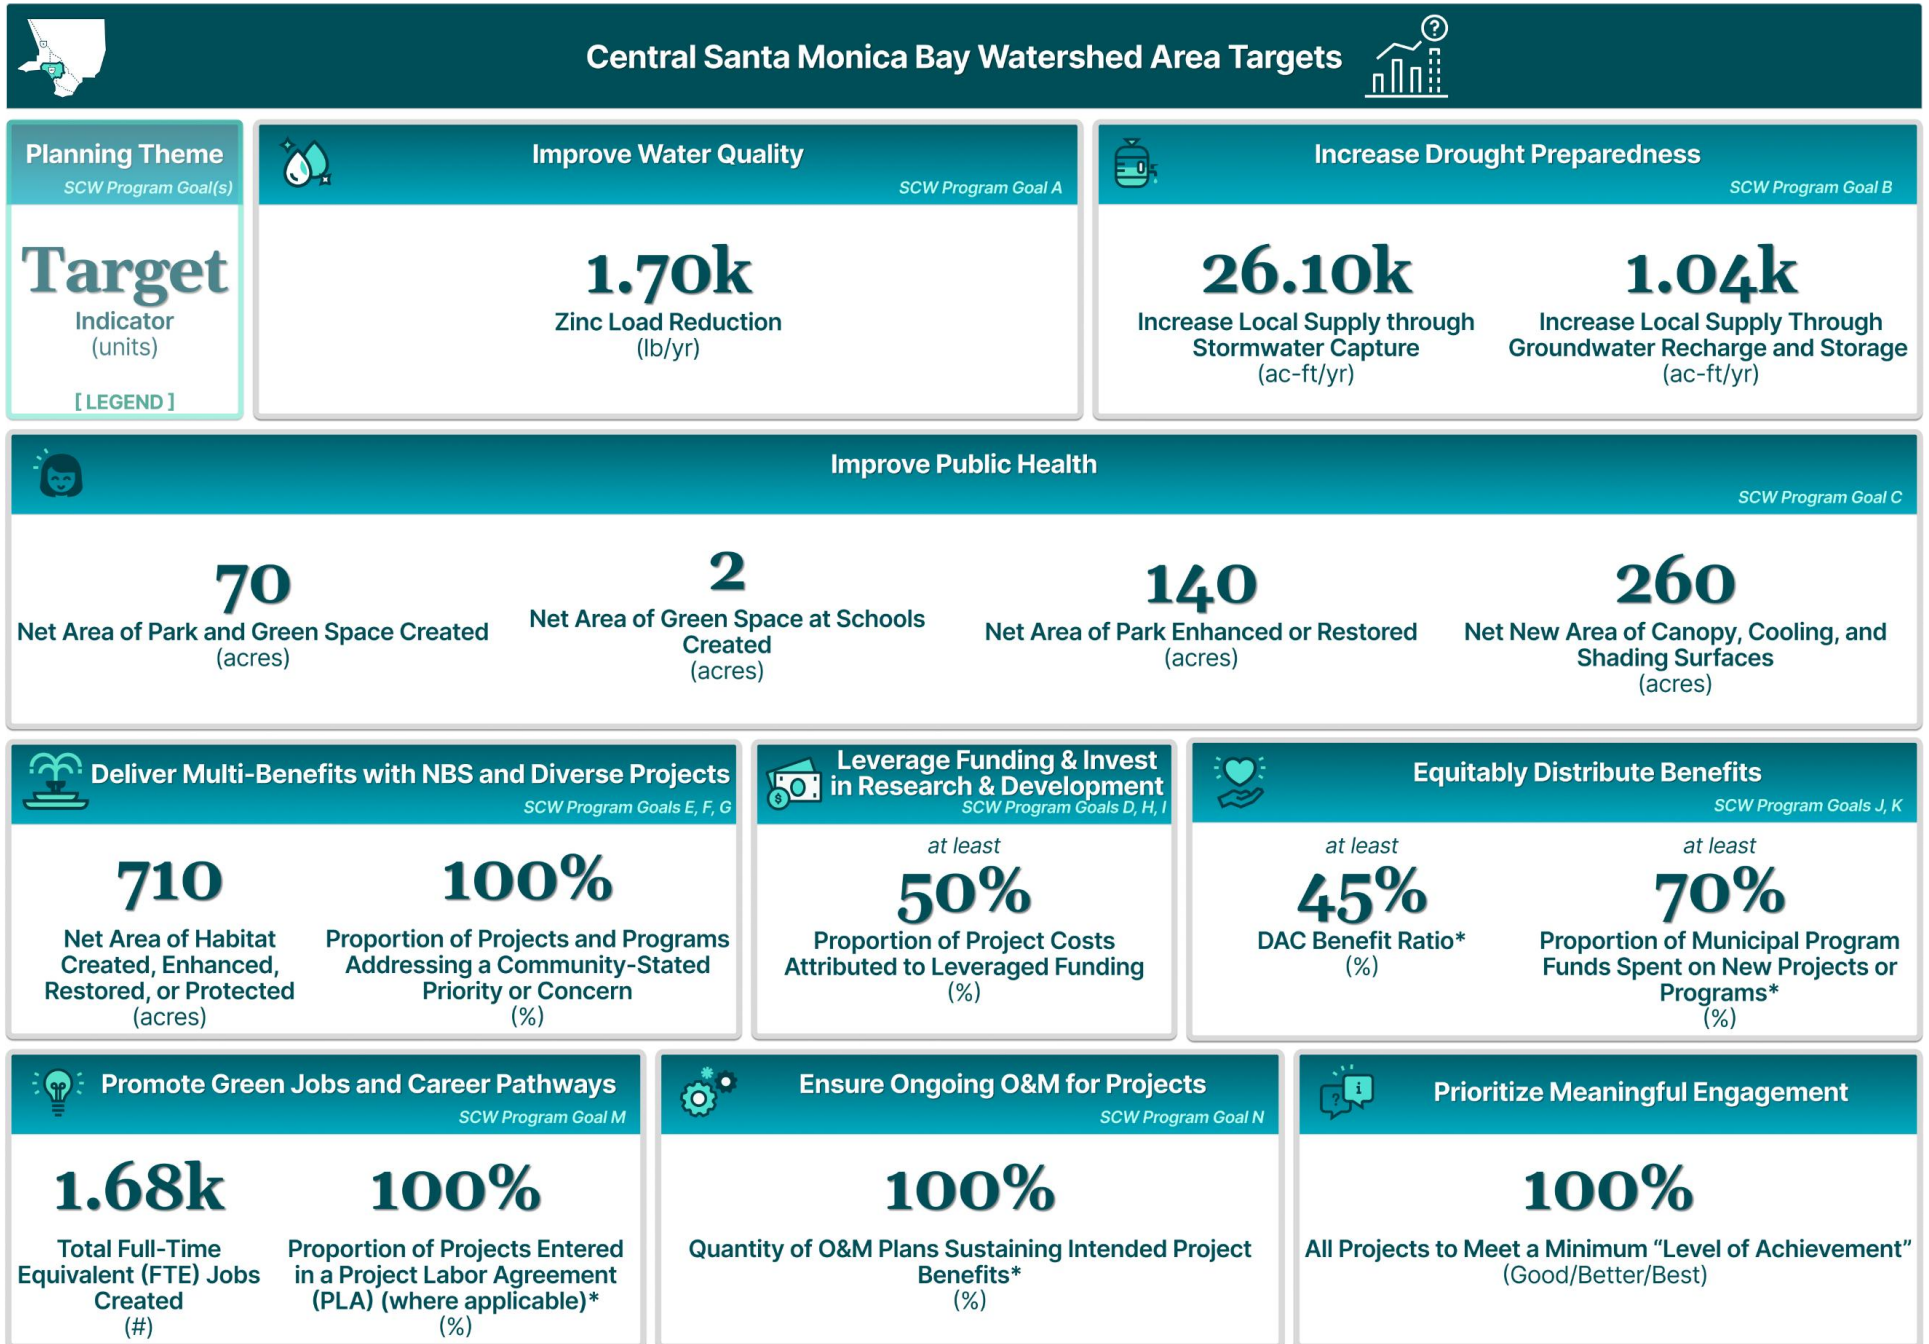 Central Santa Monica Bay Watershed Area Targets
?
Planning Theme
SCW Program Goal(s)
Target
Indicator
(units)
[ LEGEND ]
Improve Water Quality
SCW Program Goal A
1.70k
Zinc Load Reduction
(lb/yr)
Increase Drought Preparedness
SCW Program Goal B
26.10k
Increase Local Supply through
Stormwater Capture
(ac-ft/yr)
1.04k
Increase Local Supply Through
Groundwater Recharge and Storage
(ac-ft/yr)
Improve Public Health
SCW Program Goal C
70
Net Area of Park and Green Space Created
(acres)
2
Net Area of Green Space at Schools
Created
(acres)
140
Net Area of Park Enhanced or Restored
(acres)
260
Net New Area of Canopy, Cooling, and
Shading Surfaces
(acres)
Deliver Multi-Benefits with NBS and Diverse Projects
SCW Program Goals E, F, G
710
Net Area of Habitat
Created, Enhanced,
Restored, or Protected
(acres)
100%
Proportion of Projects and Programs
Addressing a Community-Stated
Priority or Concern
(%)
$
Leverage Funding & Invest
in Research & Development
SCW Program Goals D, H, I
at least
50%
Proportion of Project Costs
Attributed to Leveraged Funding
(%)
Equitably Distribute Benefits
SCW Program Goals J, K
at least
45%
DAC Benefit Ratio*
(%)
at least
70%
Proportion of Municipal Program
Funds Spent on New Projects or
Programs*
(%)
Promote Green Jobs and Career Pathways
SCW Program Goal M
1.68k
Total Full-Time
Equivalent (FTE) Jobs
Created
(#)
100%
Proportion of Projects Entered
in a Project Labor Agreement
(PLA) (where applicable)*
(%)
Ensure Ongoing O&M for Projects
SCW Program Goal N
100%
Quantity of O&M Plans Sustaining Intended Project
Benefits*
(%)
? i
Prioritize Meaningful Engagement
100%
All Projects to Meet a Minimum “Level of Achievement”
(Good/Better/Best)